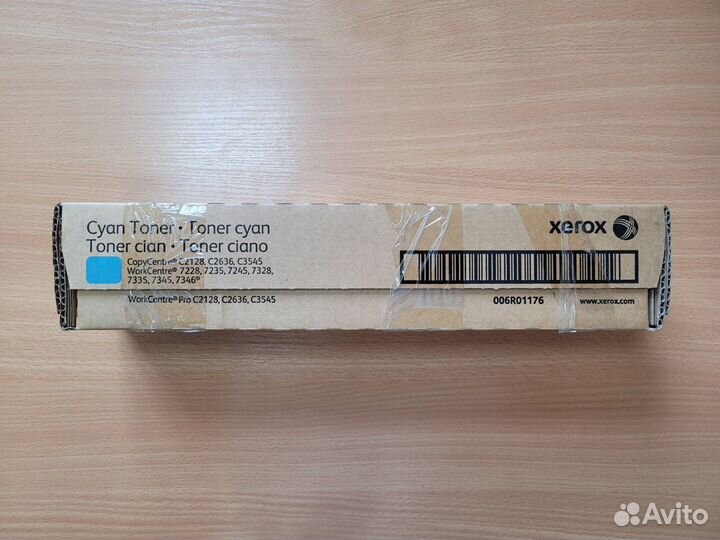 Cyan Toner • Toner cyan
Toner cian • Toner ciano
CopyCentre® C2128, C2636, C3545
WorkCentre® 7228, 7235, 7245, 7328,
7335, 7345, 7346®
WorkCentre® Pro C2128, C2636, C3545
xerox
006R01176
www.xerox.com
Avito